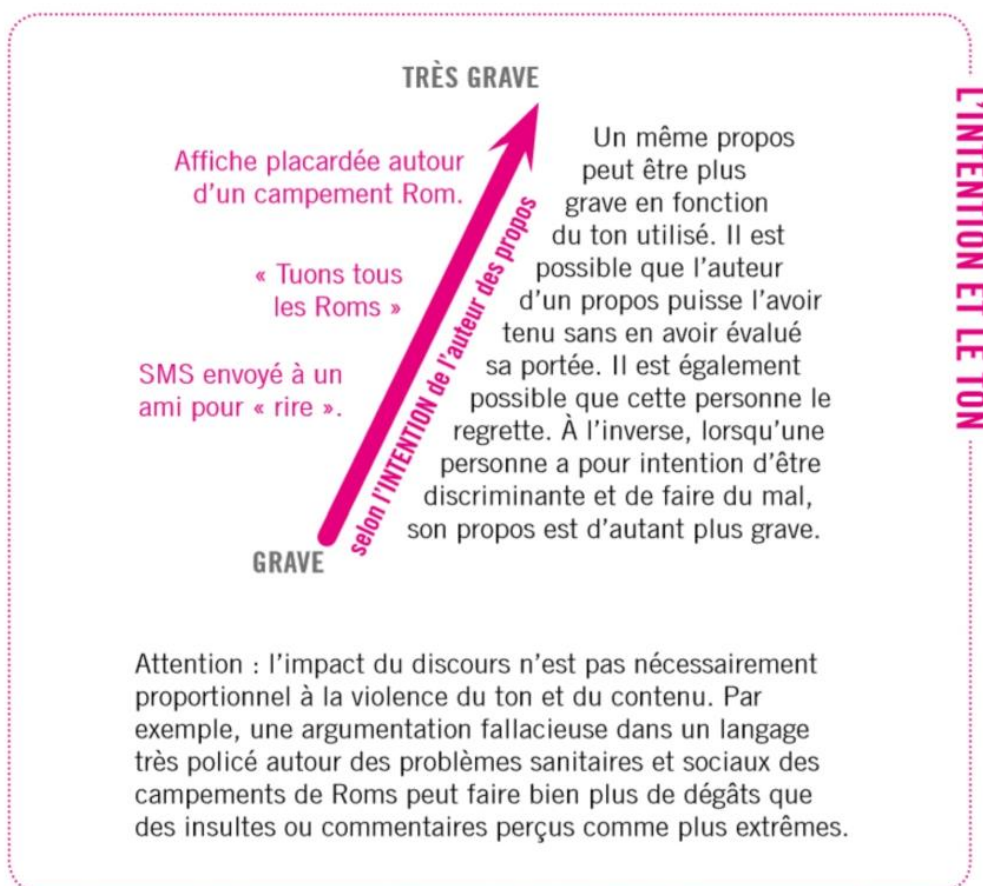 TRÈS GRAVE
Affiche placardée autour
d'un campement Rom.
« Tuons tous
les Roms »
SMS envoyé à un
ami pour « rire ».
GRAVE
selon l'INTENTION de l'auteur des propos
Un même propos
peut être plus
grave en fonction
du ton utilisé. Il est
possible que l'auteur
d'un propos puisse l'avoir
tenu sans en avoir évalué
sa portée. Il est également
possible que cette personne le
regrette. À l'inverse, lorsqu'une
personne a pour intention d'être
discriminante et de faire du mal,
son propos est d'autant plus grave.
L'INTENTION ET LE TON
Attention : l'impact du discours n'est pas nécessairement
proportionnel à la violence du ton et du contenu. Par
exemple, une argumentation fallacieuse dans un langage
très policé autour des problèmes sanitaires et sociaux des
campements de Roms peut faire bien plus de dégâts que
des insultes ou commentaires perçus comme plus extrêmes.